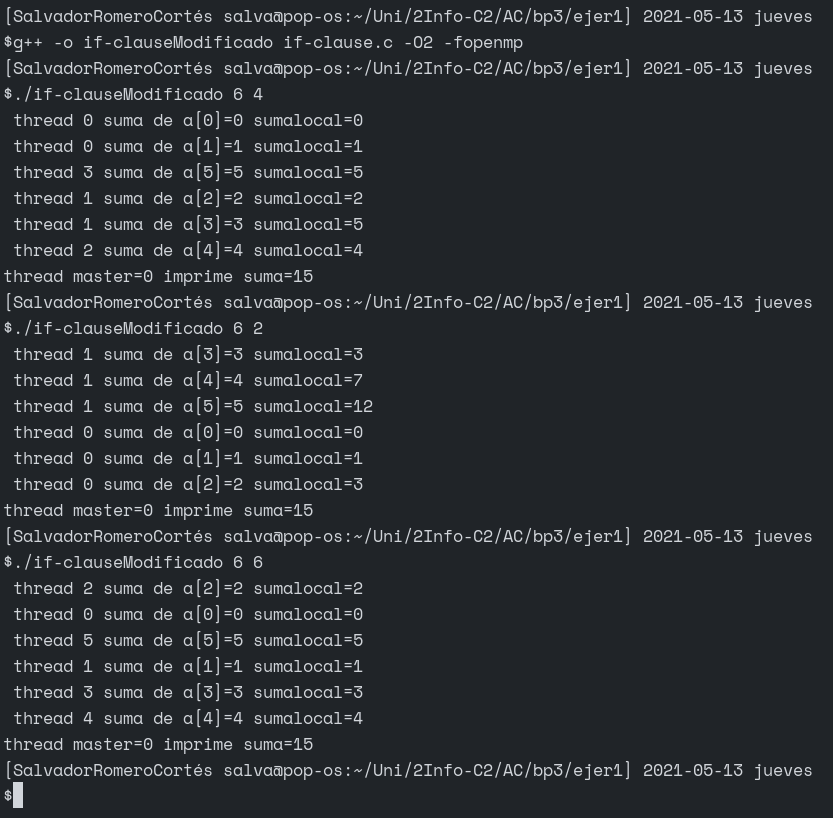 [SalvadorRomeroCortés salva@pop-os:~/Uni/2Info-C2/AC/bp3/ejer1] 2021-05-13 jueves
$g++ -o if-clauseModificado if-clause.c -O2 -fopenmp
[SalvadorRomeroCortés salva@pop-os:~/Uni/2Info-C2/AC/bp3/ejer1] 2021-05-13 jueves
$./if-clauseModificado 6 4
 thread 0 suma de a[0]=0 sumalocal=0
 thread 0 suma de a[1]=1 sumalocal=1
 thread 3 suma de a[5]=5 sumalocal=5
 thread 1 suma de a[2]=2 sumalocal=2
 thread 1 suma de a[3]=3 sumalocal=5
 thread 2 suma de a[4]=4 sumalocal=4
thread master=0 imprime suma=15
[SalvadorRomeroCortés salva@pop-os:~/Uni/2Info-C2/AC/bp3/ejer1] 2021-05-13 jueves
$./if-clauseModificado 6 2
 thread 1 suma de a[3]=3 sumalocal=3
 thread 1 suma de a[4]=4 sumalocal=7
 thread 1 suma de a[5]=5 sumalocal=12
 thread 0 suma de a[0]=0 sumalocal=0
 thread 0 suma de a[1]=1 sumalocal=1
 thread 0 suma de a[2]=2 sumalocal=3
thread master=0 imprime suma=15
[SalvadorRomeroCortés salva@pop-os:~/Uni/2Info-C2/AC/bp3/ejer1] 2021-05-13 jueves
$./if-clauseModificado 6 6
 thread 2 suma de a[2]=2 sumalocal=2
 thread 0 suma de a[0]=0 sumalocal=0
 thread 5 suma de a[5]=5 sumalocal=5
 thread 1 suma de a[1]=1 sumalocal=1
 thread 3 suma de a[3]=3 sumalocal=3
 thread 4 suma de a[4]=4 sumalocal=4
thread master=0 imprime suma=15
[SalvadorRomeroCortés salva@pop-os:~/Uni/2Info-C2/AC/bp3/ejer1] 2021-05-13 jueves
$